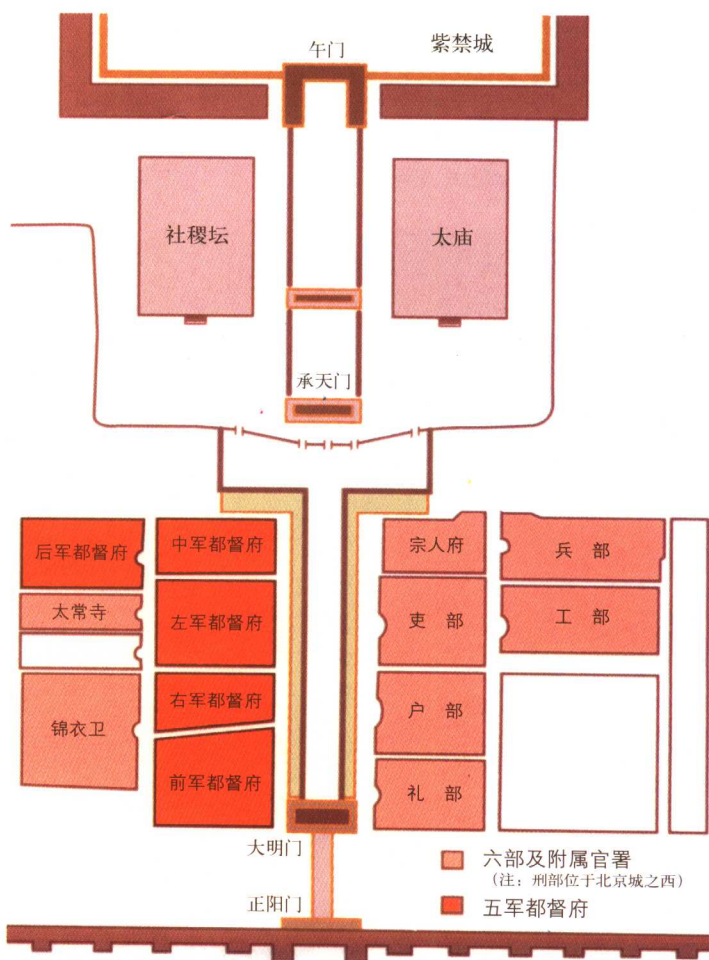 午门
紫禁城
社稷坛
太庙
承天门
后军都督府
中军都督府
宗人府
兵 部
太常寺
左军都督府
吏 部
工 部
锦衣卫
右军都督府
户 部
前军都督府
礼 部
大明门
正阳门
六部及附属官署
(注：刑部位于北京城之西)
五军都督府